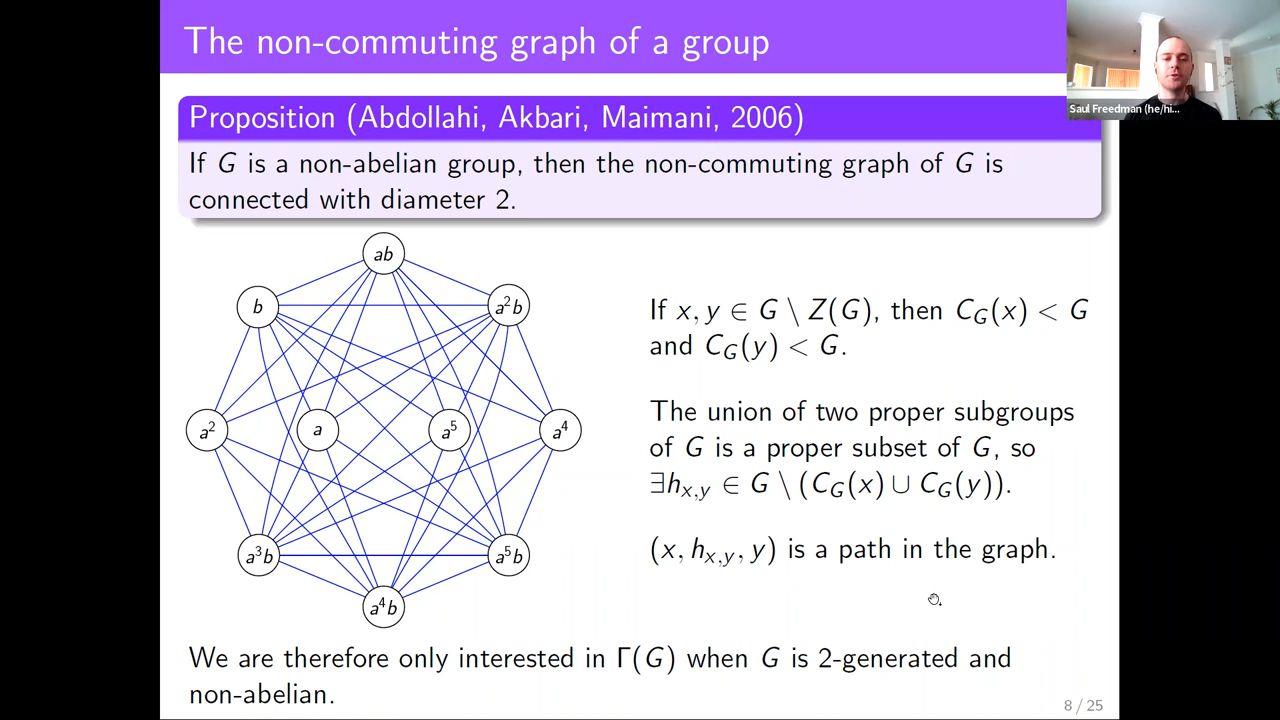 The non-commuting graph of a group
Saul Freedman (he/hi...
Proposition (Abdollahi, Akbari, Maimani, 2006)
If G is a non-abelian group, then the non-commuting graph of G is
connected with diameter 2.
ab
b
a²b
a²
a
a⁵
a⁴
a³b
a⁵b
a⁴b
If x, y ∈ G \ Z(G), then C_G(x) < G
and C_G(y) < G.
The union of two proper subgroups
of G is a proper subset of G, so
∃h_{x,y} ∈ G \ (C_G(x) ∪ C_G(y)).
(x, h_{x,y}, y) is a path in the graph.
We are therefore only interested in Γ(G) when G is 2-generated and
non-abelian.
8 / 25